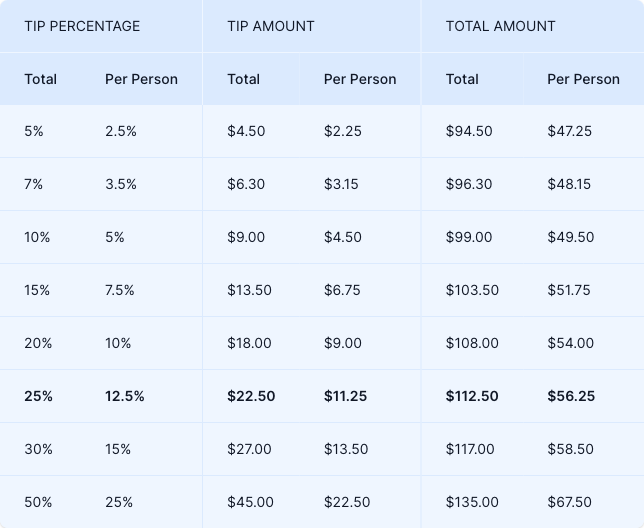 TIP PERCENTAGE TIP AMOUNT TOTAL AMOUNT
Total Per Person Total Per Person Total Per Person
5% 2.5% $4.50 $2.25 $94.50 $47.25
7% 3.5% $6.30 $3.15 $96.30 $48.15
10% 5% $9.00 $4.50 $99.00 $49.50
15% 7.5% $13.50 $6.75 $103.50 $51.75
20% 10% $18.00 $9.00 $108.00 $54.00
25% 12.5% $22.50 $11.25 $112.50 $56.25
30% 15% $27.00 $13.50 $117.00 $58.50
50% 25% $45.00 $22.50 $135.00 $67.50